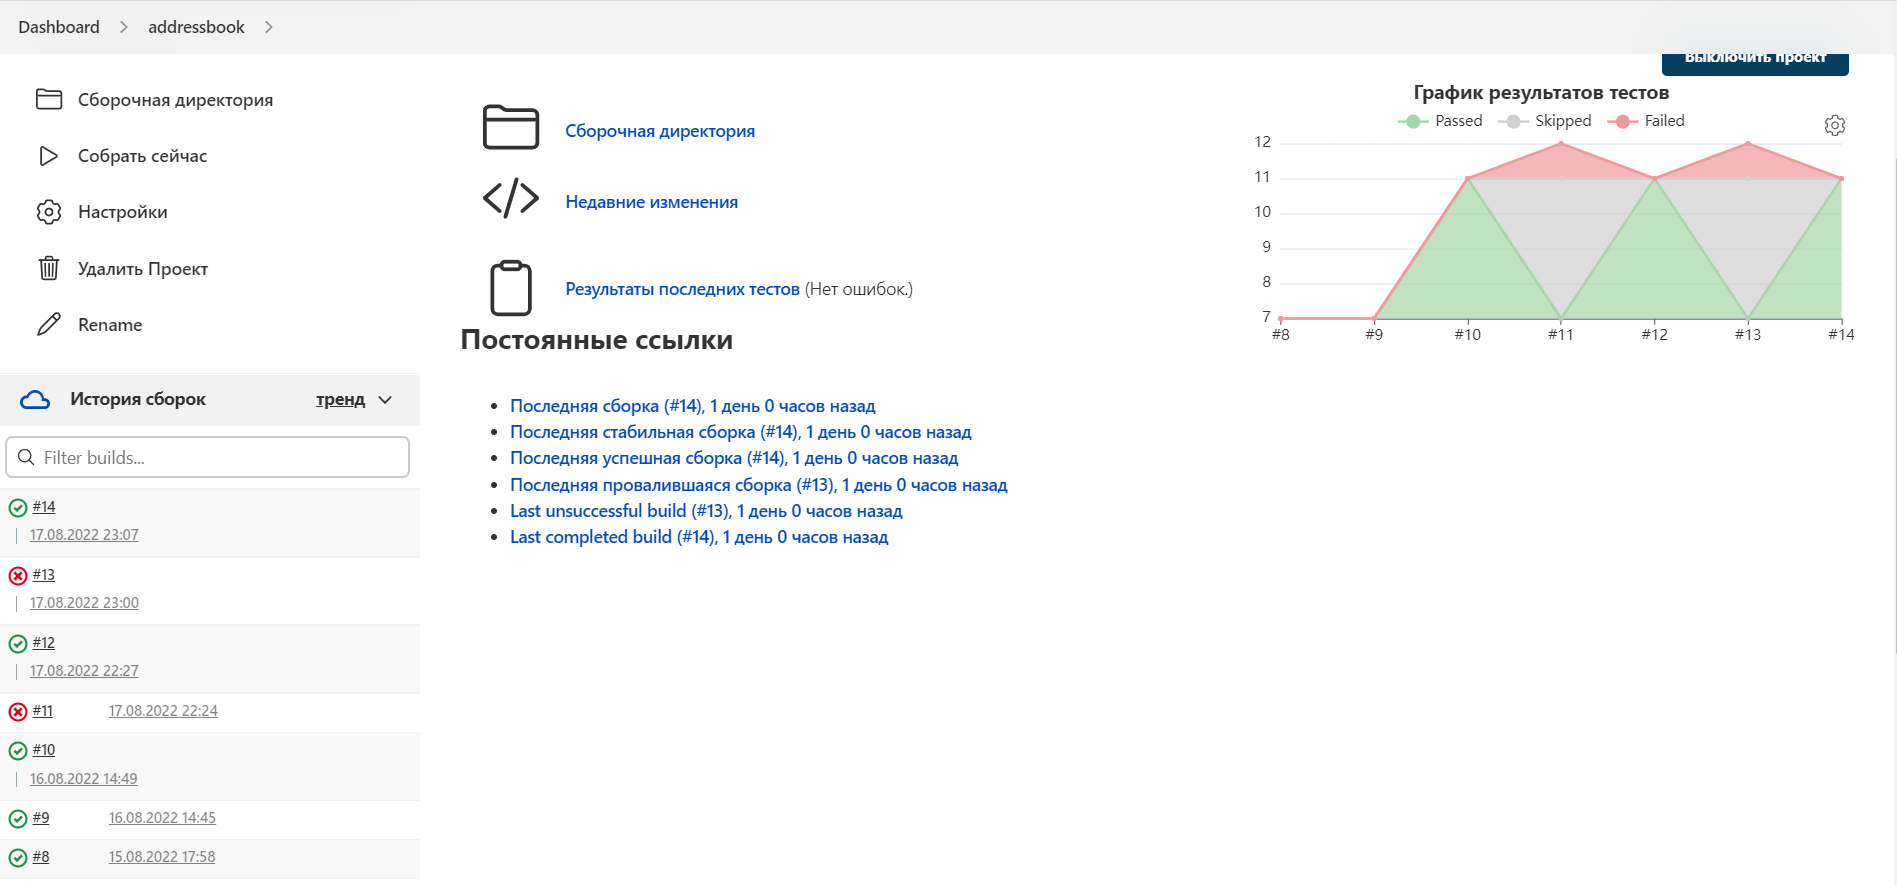 Dashboard > addressbook >
Выключить проект
Сборочная директория
Собрать сейчас
Настройки
Удалить Проект
Rename
История сборок тренд
Filter builds...
#14
17.08.2022 23:07
#13
17.08.2022 23:00
#12
17.08.2022 22:27
#11 17.08.2022 22:24
#10
16.08.2022 14:49
#9 16.08.2022 14:45
#8 15.08.2022 17:58
Сборочная директория
Недавние изменения
Результаты последних тестов (Нет ошибок.)
Постоянные ссылки
Последняя сборка (#14), 1 день 0 часов назад
Последняя стабильная сборка (#14), 1 день 0 часов назад
Последняя успешная сборка (#14), 1 день 0 часов назад
Последняя провалившаяся сборка (#13), 1 день 0 часов назад
Last unsuccessful build (#13), 1 день 0 часов назад
Last completed build (#14), 1 день 0 часов назад
График результатов тестов
Passed Skipped Failed
12
11
10
9
8
7
#8 #9 #10 #11 #12 #13 #14